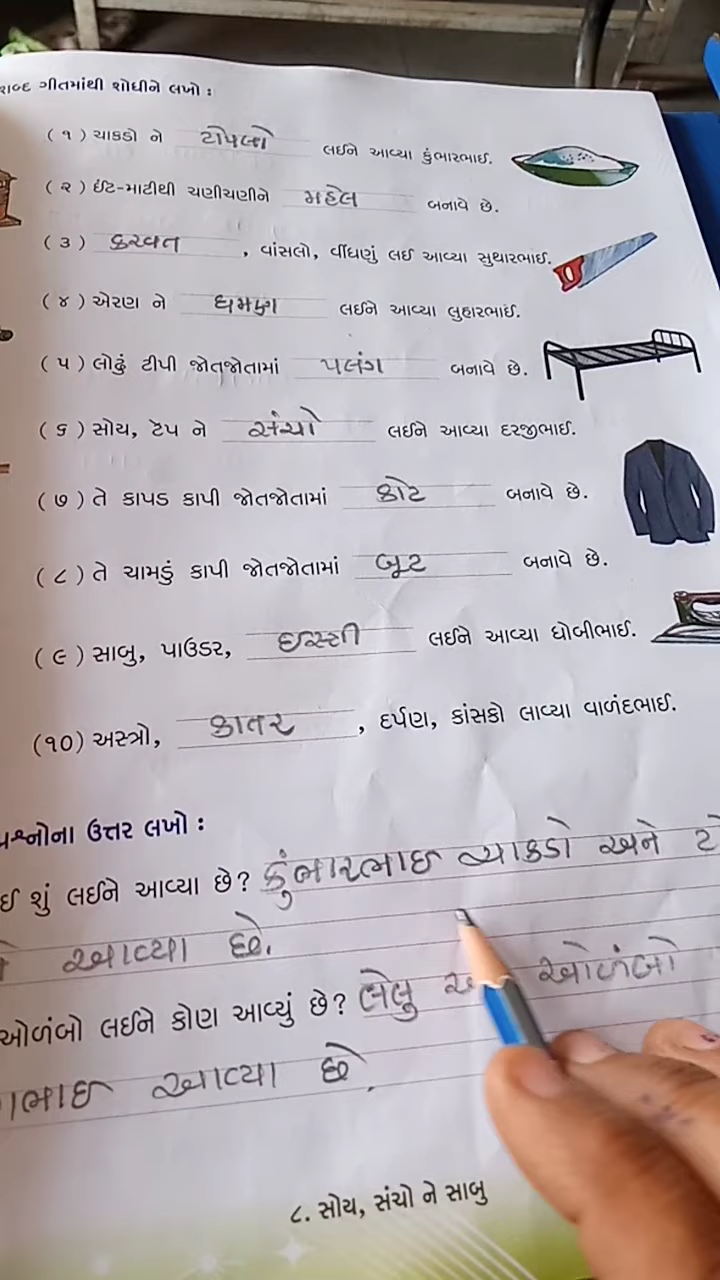 શબ્દ ગીતમાંથી શોધીને લખો :
(૧) ચાકડો ને ટોપલો લઈને આવ્યા કુંભારભાઈ.
(૨) ઈંટ-માટીથી ચણીચણીને મહેલ બનાવે છે.
(૩) કરવત, વાંસલો, વીંધણું લઈ આવ્યા સુથારભાઈ.
(૪) એરણ ને ધમણ લઈને આવ્યા લુહારભાઈ.
(૫) લોઢું ટીપી જોતજોતામાં પલંગ બનાવે છે.
(૬) સોય, ટેપ ને સંચો લઈને આવ્યા દરજીભાઈ.
(૭) તે કાપડ કાપી જોતજોતામાં કોટ બનાવે છે.
(૮) તે ચામડું કાપી જોતજોતામાં બૂટ બનાવે છે.
(૯) સાબુ, પાઉડર, ઈસ્ત્રી લઈને આવ્યા ધોબીભાઈ.
(૧૦) અસ્ત્રો, કાતર, દર્પણ, કાંસકો લાવ્યા વાળંદભાઈ.
પ્રશ્નોના ઉત્તર લખો :
ઈ શું લઈને આવ્યા છે? કુંભારભાઈ ચાકડો અને ટો
આવ્યા છે.
ઓળંબો લઈને કોણ આવ્યું છે? લેલુ ઓળંબો
ભાઈ આવ્યા છે.
૮. સોય, સંચો ને સાબુ